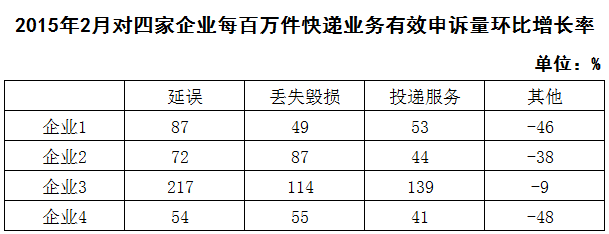 2015年2月对四家企业每百万件快递业务有效申诉量环比增长率
单位：%
延误 丢失毁损 投递服务 其他
企业1 87 49 53 -46
企业2 72 87 44 -38
企业3 217 114 139 -9
企业4 54 55 41 -48